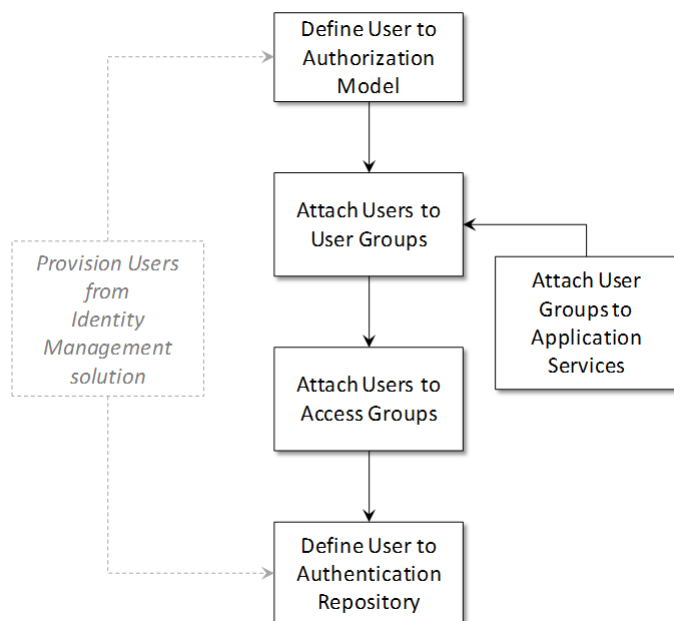 Define User to
Authorization
Model
Attach Users to
User Groups
Provision Users
from
Identity
Management
solution
Attach User
Groups to
Application
Services
Attach Users to
Access Groups
Define User to
Authentication
Repository